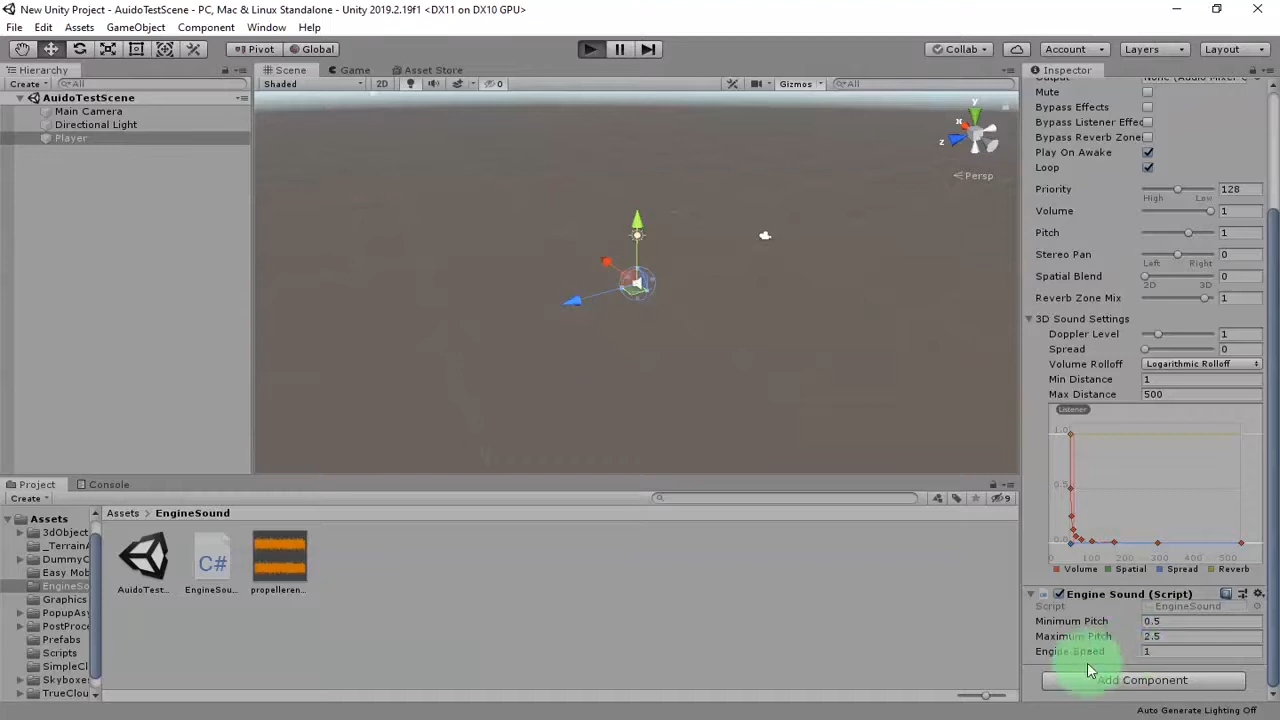 New Unity Project - AuidoTestScene - PC, Mac & Linux Standalone - Unity 2019.2.19f1 <DX11 on DX10 GPU>
File Edit Assets GameObject Component Window Help
Pivot Global Collab Account Layers Layout
Hierarchy Scene Game Asset Store Inspector
Create All Shaded 2D 0 Gizmos All
AuidoTestScene
Main Camera
Directional Light
Player
y
x
z
Persp
Mute
Bypass Effects
Bypass Listener Effec
Bypass Reverb Zone
Play On Awake
Loop
Priority 128
High Low
Volume 1
Pitch 1
Stereo Pan 0
Left Right
Spatial Blend 0
2D 3D
Reverb Zone Mix 1
3D Sound Settings
Doppler Level 1
Spread 0
Volume Rolloff Logarithmic Rolloff
Min Distance 1
Max Distance 500
Listener
1.0
0.5
0.0
100 200 300 400 500
Volume Spatial Spread Reverb
Engine Sound (Script)
Script EngineSound
Minimum Pitch 0.5
Maximum Pitch 2.5
Engine Speed 1
Add Component
Project Console
Create 9
Assets
3dObject
_TerrainA
DummyC
Easy Mob
EngineSo
Graphics
PopupAsy
PostProce
Prefabs
Scripts
SimpleCl
Skyboxes
TrueClou
Assets > EngineSound
C#
AuidoTest... EngineSou... propelleren...
Auto Generate Lighting Off